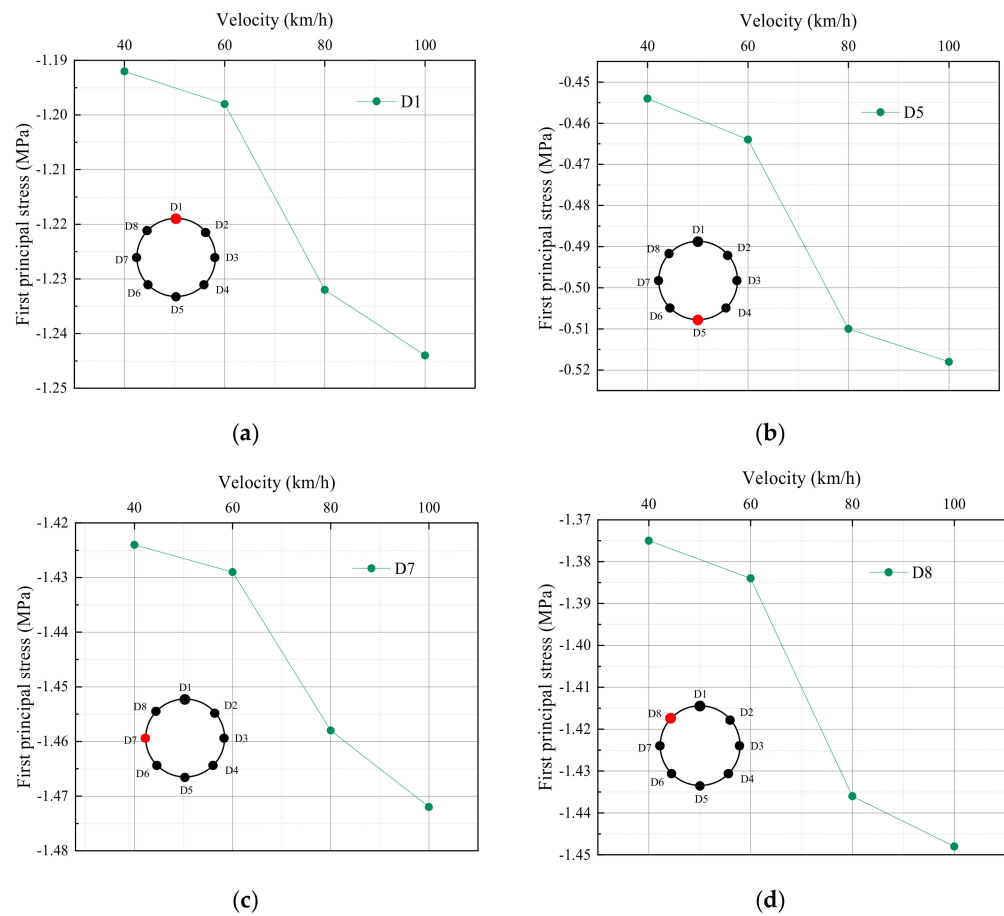 Velocity (km/h)
40 60 80 100
First principal stress (MPa)
-1.19
-1.20
-1.21
-1.22
-1.23
-1.24
-1.25
D1
D1
D8 D2
D7 D3
D6 D4
D5
(a)
Velocity (km/h)
40 60 80 100
First principal stress (MPa)
-0.45
-0.46
-0.47
-0.48
-0.49
-0.50
-0.51
-0.52
D5
D1
D8 D2
D7 D3
D6 D4
D5
(b)
Velocity (km/h)
40 60 80 100
First principal stress (MPa)
-1.42
-1.43
-1.44
-1.45
-1.46
-1.47
-1.48
D7
D1
D8 D2
D7 D3
D6 D4
D5
(c)
Velocity (km/h)
40 60 80 100
First principal stress (MPa)
-1.37
-1.38
-1.39
-1.40
-1.41
-1.42
-1.43
-1.44
-1.45
D8
D1
D8 D2
D7 D3
D6 D4
D5
(d)